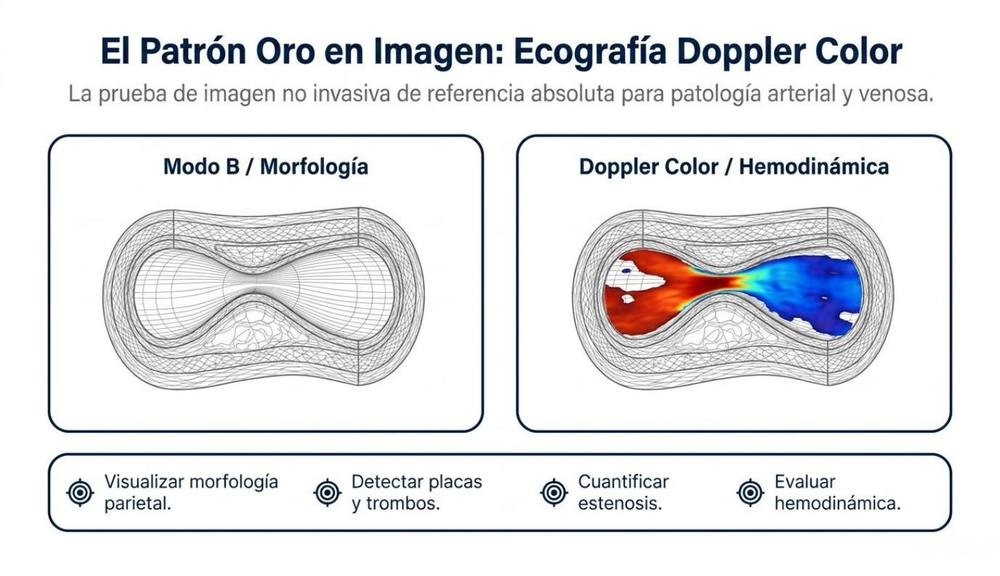 El Patrón Oro en Imagen: Ecografía Doppler Color
La prueba de imagen no invasiva de referencia absoluta para patología arterial y venosa.
Modo B / Morfología
Doppler Color / Hemodinámica
Visualizar morfología
parietal.
Detectar placas
y trombos.
Cuantificar
estenosis.
Evaluar
hemodinámica.